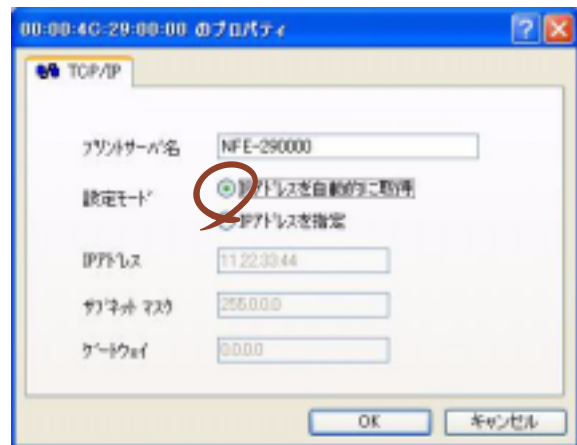 00:00:4C:29:00:00 のプロパティ
TCP/IP
プリントサーバ名 NFE-290000
設定モード IPアドレスを自動的に取得
IPアドレスを指定
IPアドレス 11.22.33.44
サブネット マスク 255.0.0.0
ゲートウェイ 0.0.0.0
OK キャンセル